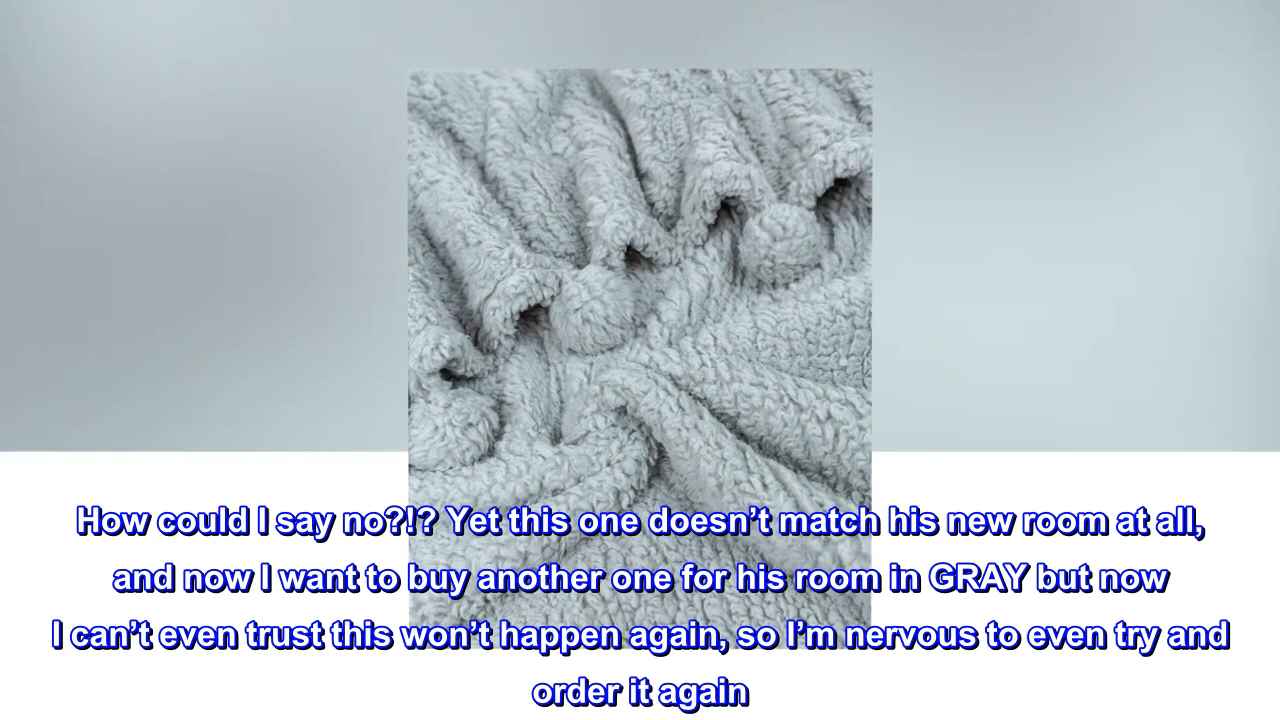 How could I say no?!? Yet this one doesn’t match his new room at all,
and now I want to buy another one for his room in GRAY but now
I can’t even trust this won’t happen again, so I’m nervous to even try and
order it again